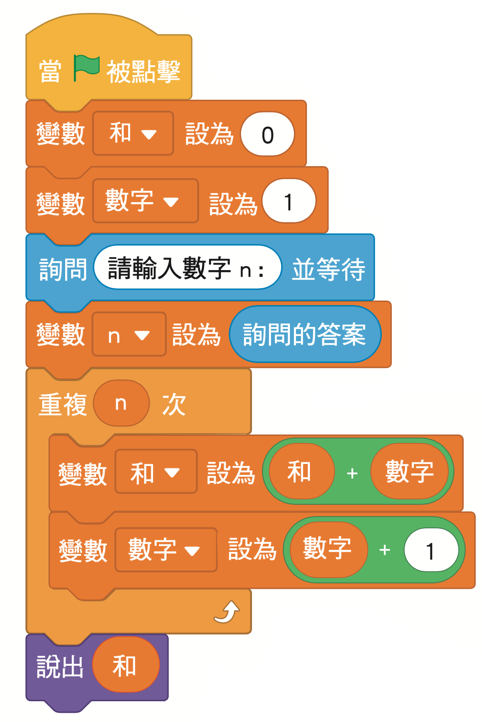 當 被點擊
變數 和 設為 0
變數 數字 設為 1
詢問 請輸入數字 n: 並等待
變數 n 設為 詢問的答案
重複 n 次
變數 和 設為 和 + 數字
變數 數字 設為 數字 + 1
說出 和